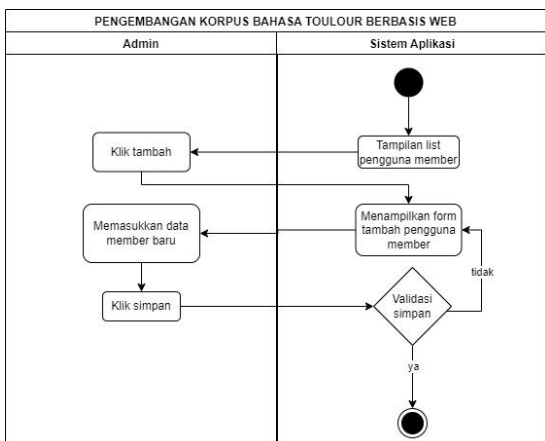 PENGEMBANGAN KORPUS BAHASA TOULOUR BERBASIS WEB
Admin
Sistem Aplikasi
Tampilan list
pengguna member
Klik tambah
Menampilkan form
tambah pengguna
member
Memasukkan data
member baru
tidak
Klik simpan
Validasi
simpan
ya